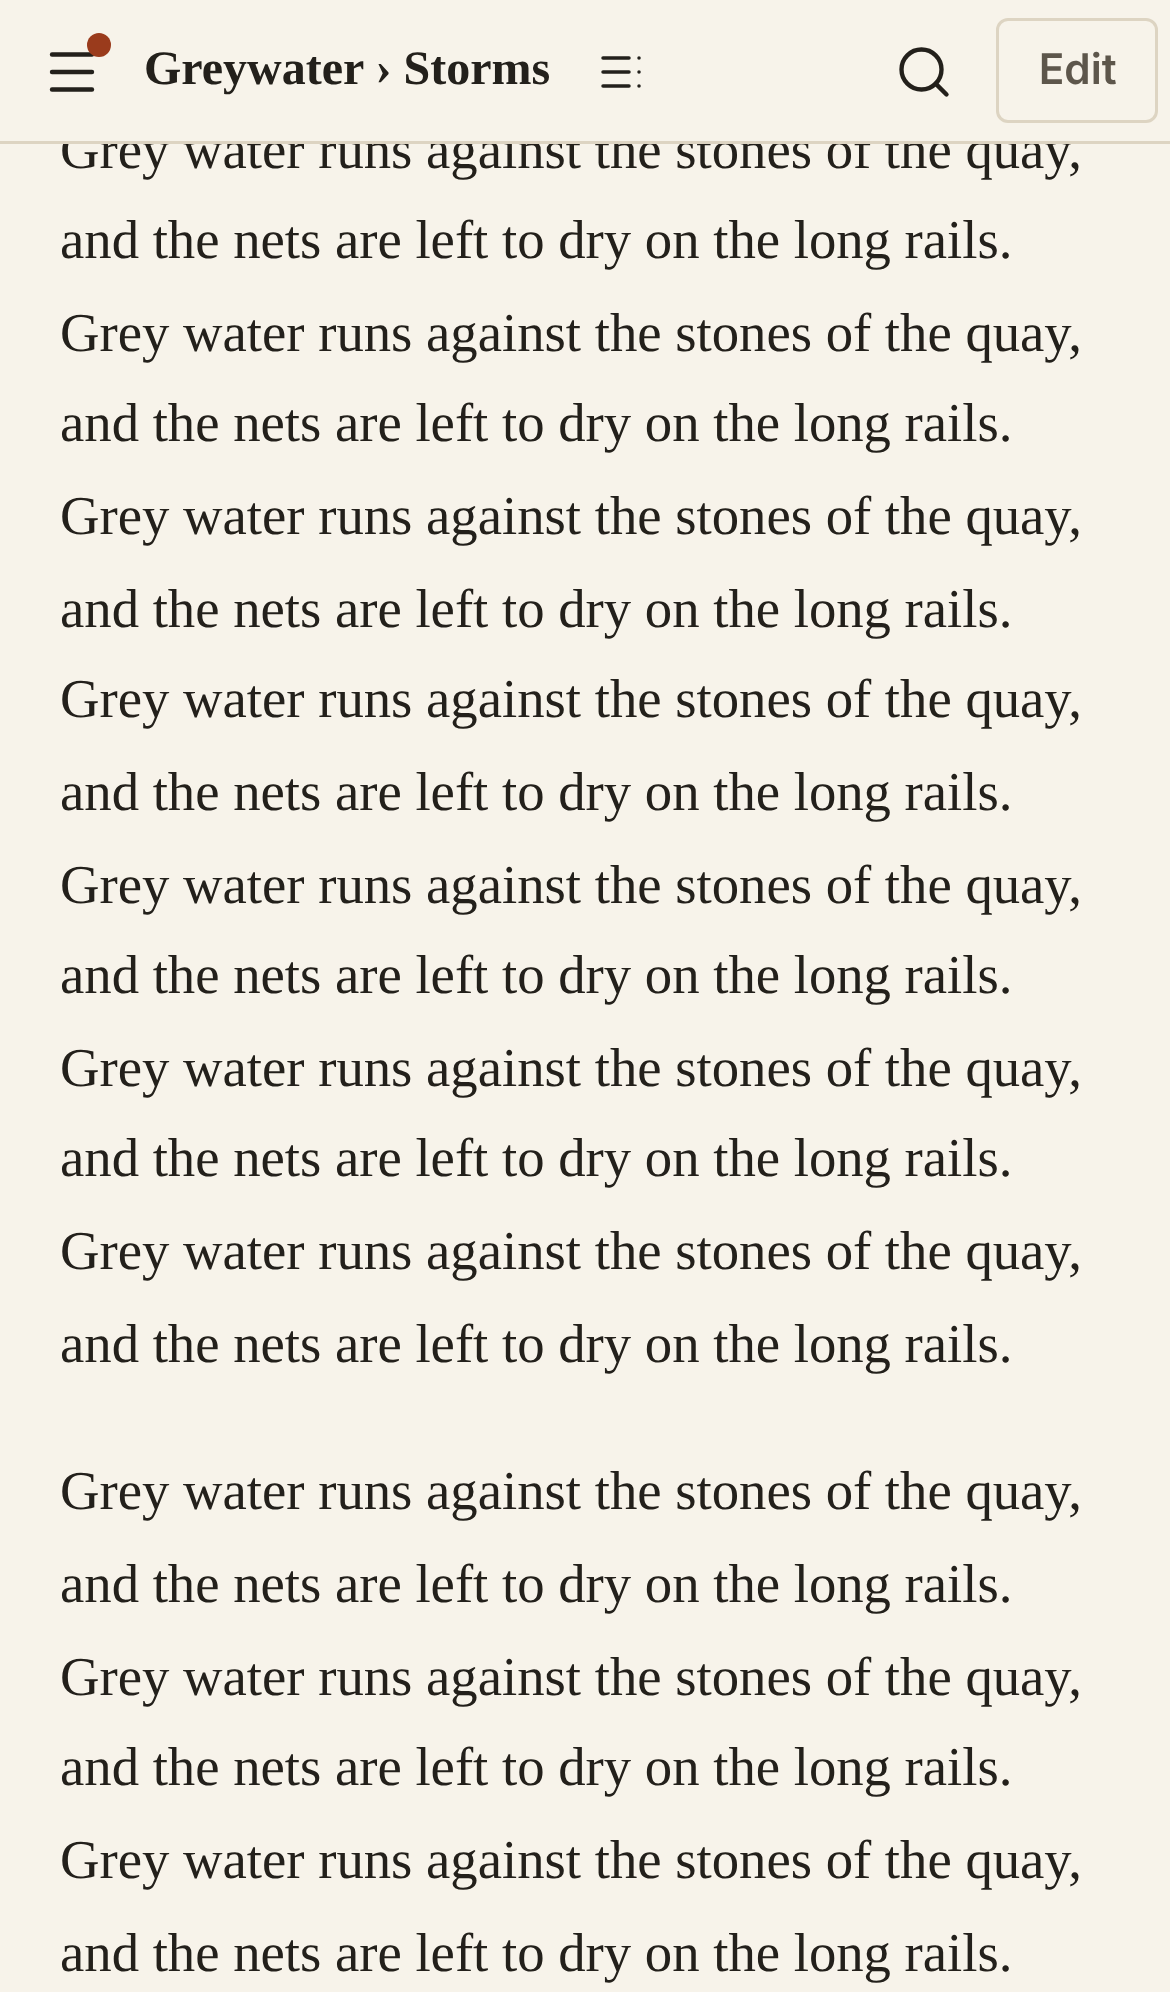 Greywater › Storms
Edit
Grey water runs against the stones of the quay,
and the nets are left to dry on the long rails.
Grey water runs against the stones of the quay,
and the nets are left to dry on the long rails.
Grey water runs against the stones of the quay,
and the nets are left to dry on the long rails.
Grey water runs against the stones of the quay,
and the nets are left to dry on the long rails.
Grey water runs against the stones of the quay,
and the nets are left to dry on the long rails.
Grey water runs against the stones of the quay,
and the nets are left to dry on the long rails.
Grey water runs against the stones of the quay,
and the nets are left to dry on the long rails.
Grey water runs against the stones of the quay,
and the nets are left to dry on the long rails.
Grey water runs against the stones of the quay,
and the nets are left to dry on the long rails.
Grey water runs against the stones of the quay,
and the nets are left to dry on the long rails.